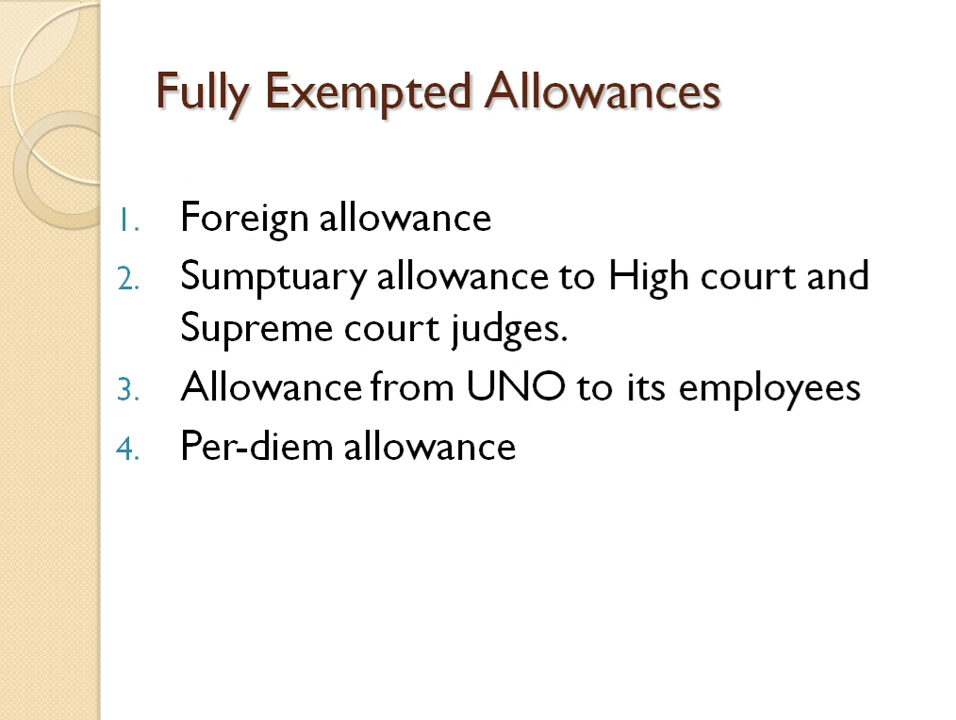 Fully Exempted Allowances
1. Foreign allowance
2. Sumptuary allowance to High court and
Supreme court judges.
3. Allowance from UNO to its employees
4. Per-diem allowance